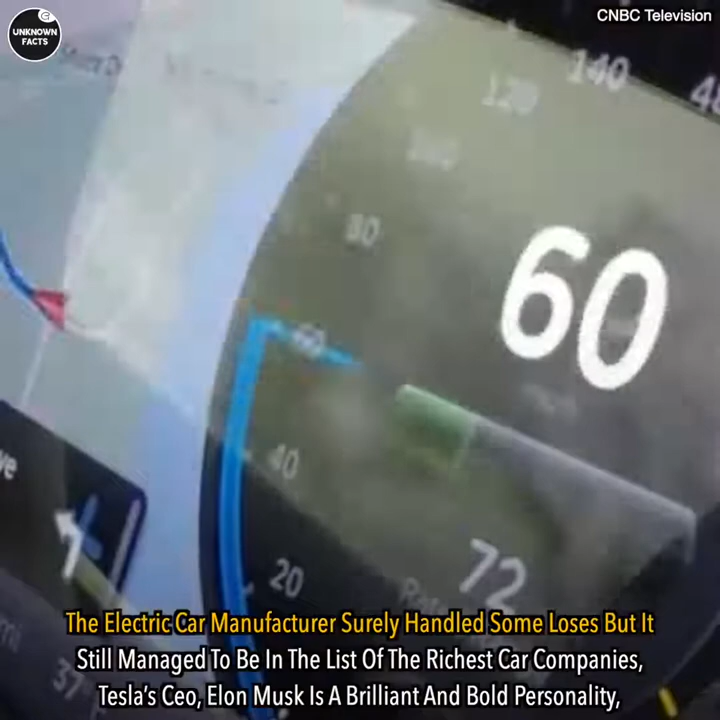 UNKNOWN
FACTS
CNBC Television
120
140
80
60
60
40
20
72
37
The Electric Car Manufacturer Surely Handled Some Loses But It
Still Managed To Be In The List Of The Richest Car Companies,
Tesla's Ceo, Elon Musk Is A Brilliant And Bold Personality,